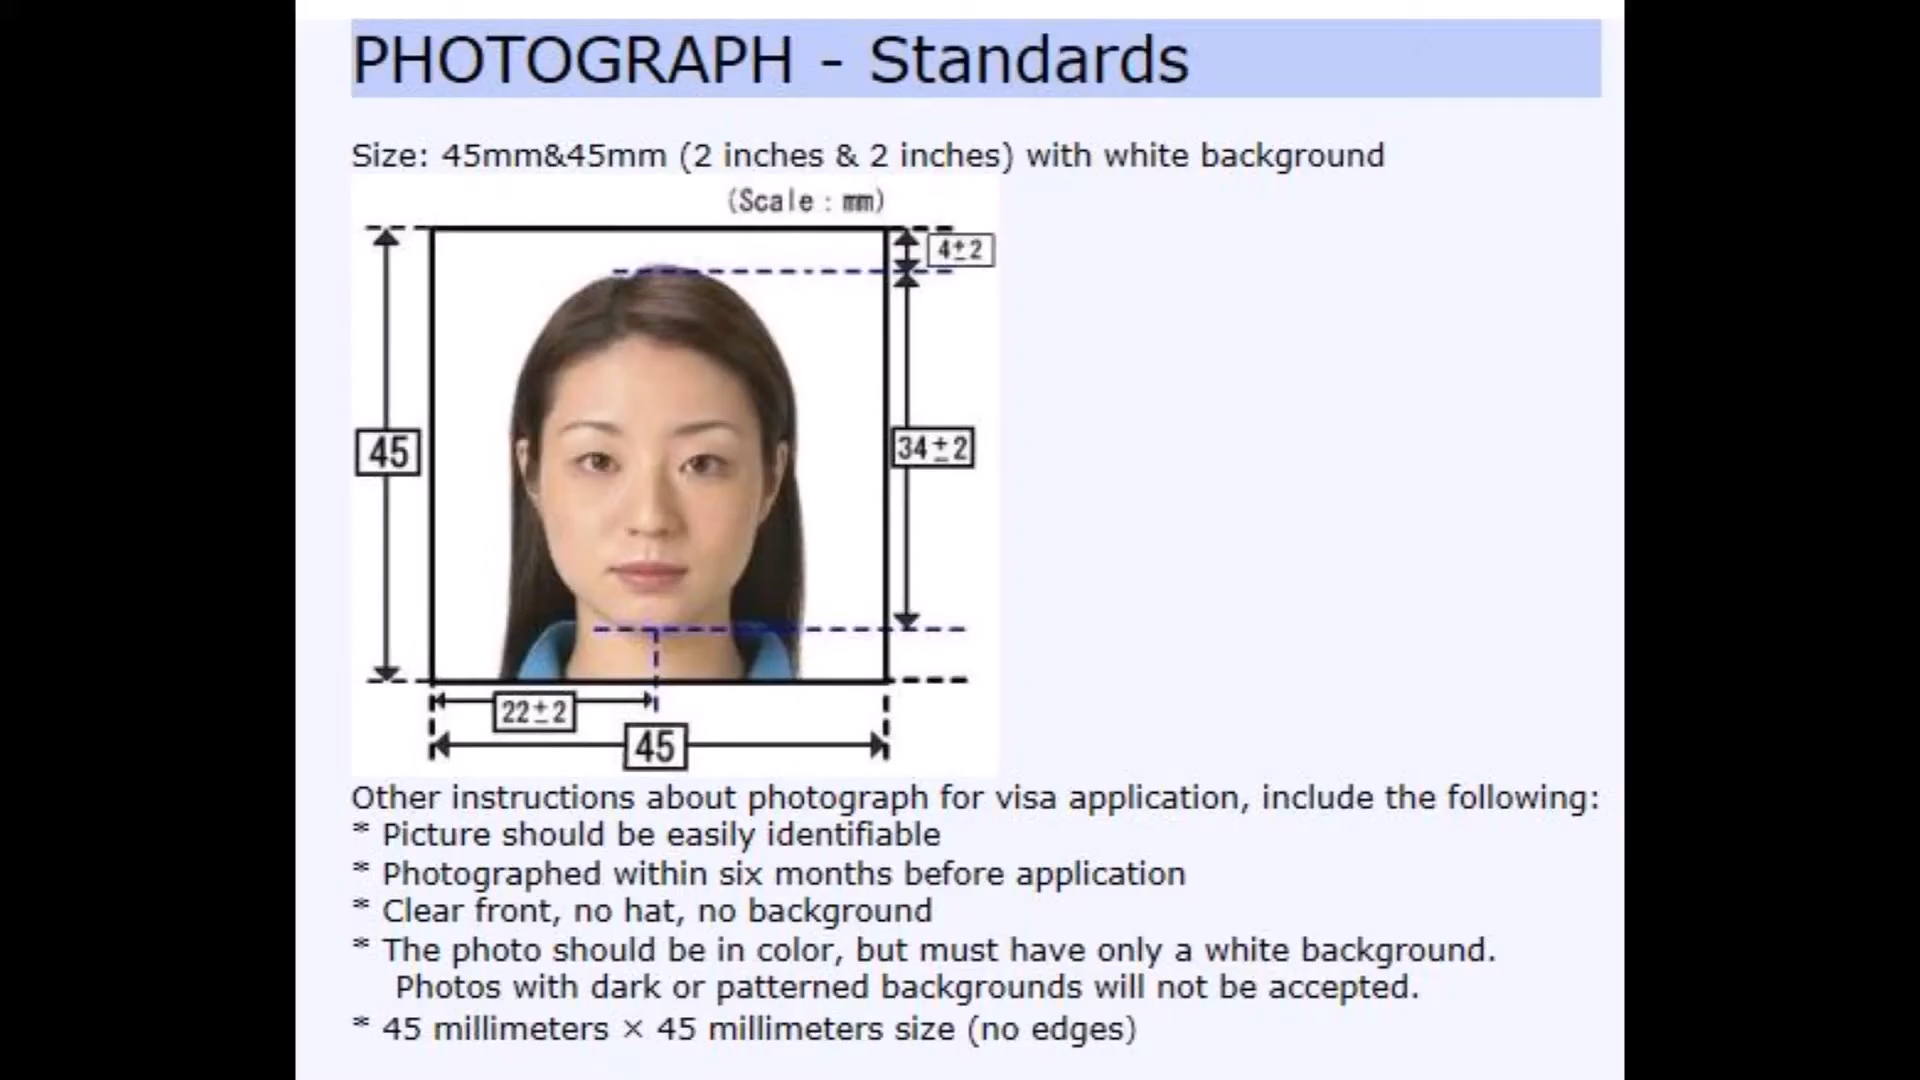 PHOTOGRAPH - Standards
Size: 45mm&45mm (2 inches & 2 inches) with white background
(Scale : mm)
4±2
45
34±2
22±2
45
Other instructions about photograph for visa application, include the following:
* Picture should be easily identifiable
* Photographed within six months before application
* Clear front, no hat, no background
* The photo should be in color, but must have only a white background.
Photos with dark or patterned backgrounds will not be accepted.
* 45 millimeters × 45 millimeters size (no edges)